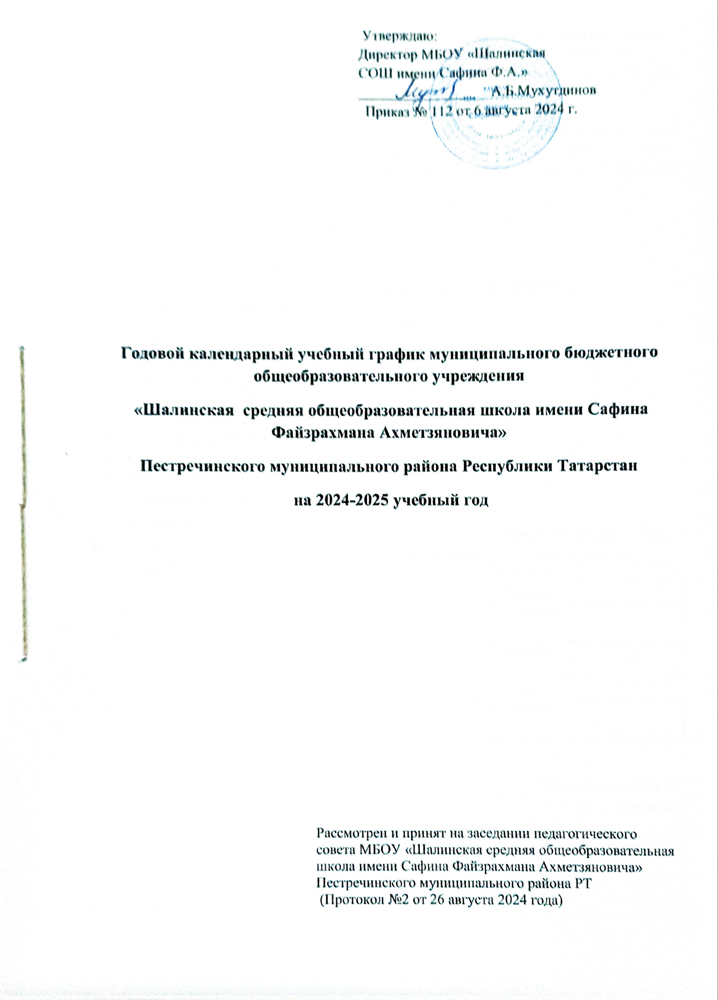 Утверждаю:
Директор МБОУ «Шалинская
СОШ имени Сафина Ф.А.»
А.Б.Мухутдинов
Приказ № 112 от 6 августа 2024 г.
Годовой календарный учебный график муниципального бюджетного
общеобразовательного учреждения
«Шалинская средняя общеобразовательная школа имени Сафина
Файзрахмана Ахметзяновича»
Пестречинского муниципального района Республики Татарстан
на 2024-2025 учебный год
Рассмотрен и принят на заседании педагогического
совета МБОУ «Шалинская средняя общеобразовательная
школа имени Сафина Файзрахмана Ахметзяновича»
Пестречинского муниципального района РТ
(Протокол №2 от 26 августа 2024 года)